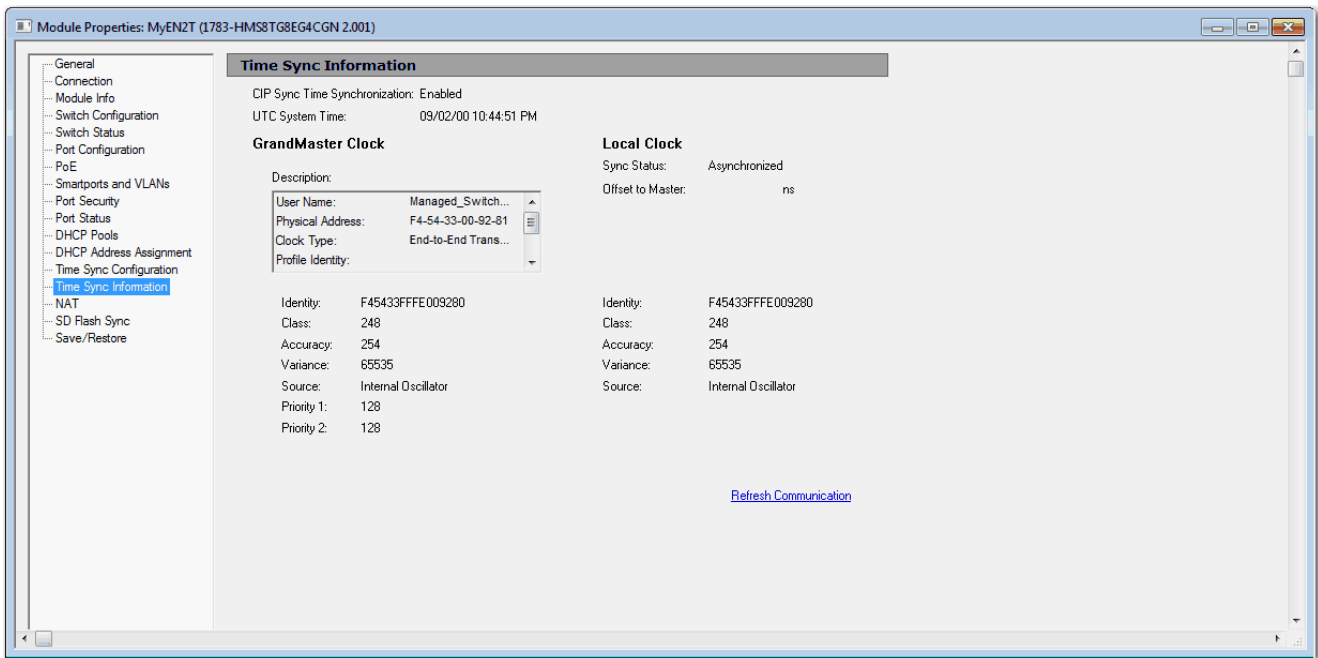 Module Properties: MyEN2T (1783-HMS8TG8EG4CGN 2.001)
General
Connection
Module Info
Switch Configuration
Switch Status
Port Configuration
PoE
Smartports and VLANs
Port Security
Port Status
DHCP Pools
DHCP Address Assignment
Time Sync Configuration
Time Sync Information
NAT
SD Flash Sync
Save/Restore
Time Sync Information
CIP Sync Time Synchronization: Enabled
UTC System Time: 09/02/00 10:44:51 PM
GrandMaster Clock
Description:
User Name: Managed_Switch...
Physical Address: F4-54-33-00-92-81
Clock Type: End-to-End Trans...
Profile Identity:
Identity: F45433FFFE009280
Class: 248
Accuracy: 254
Variance: 65535
Source: Internal Oscillator
Priority 1: 128
Priority 2: 128
Local Clock
Sync Status: Asynchronized
Offset to Master: ns
Identity: F45433FFFE009280
Class: 248
Accuracy: 254
Variance: 65535
Source: Internal Oscillator
Refresh Communication